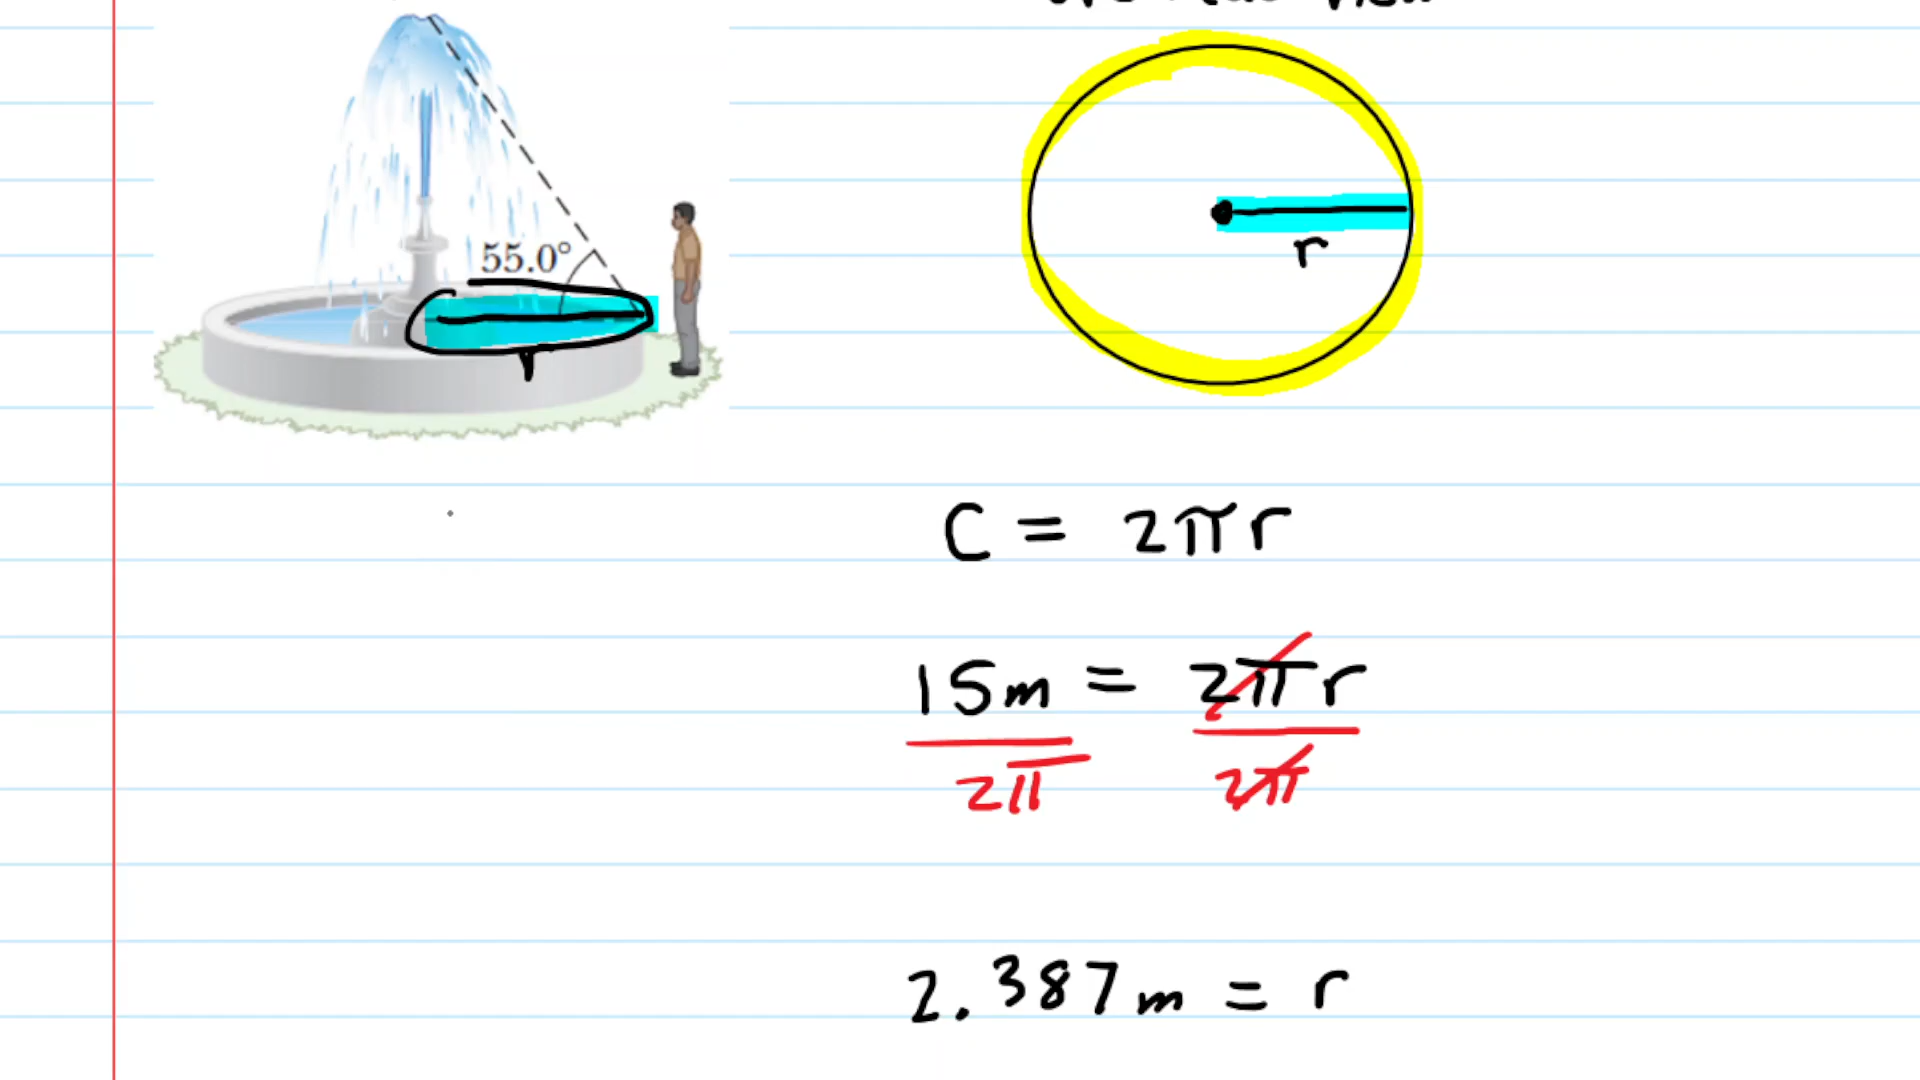 55.0°
r
r
C = 2πr
15m = 2πr
2π 2π
2.387m = r